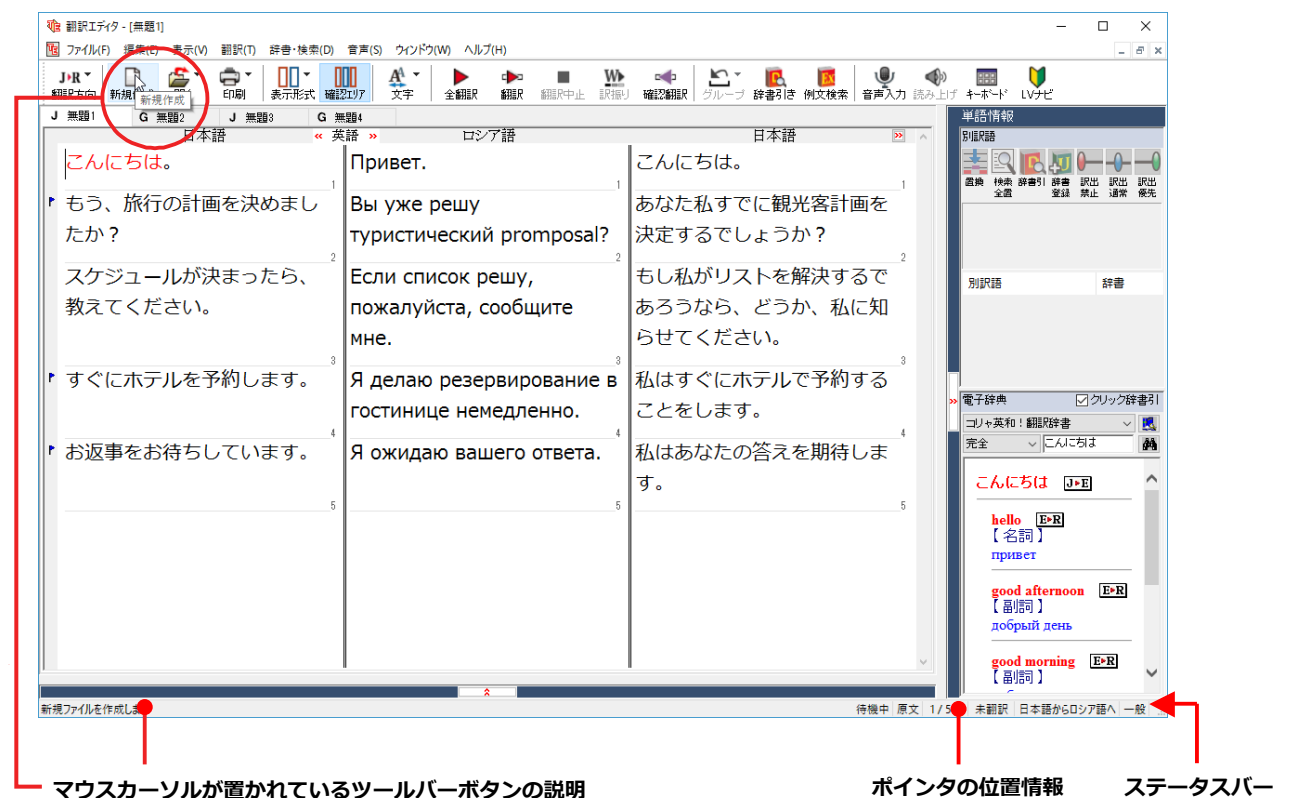 翻訳エディタ - [無題1]
ファイル(F) 編集(E) 表示(V) 翻訳(T) 辞書・検索(D) 音声(S) ウィンドウ(W) ヘルプ(H)
J▸R
翻訳方向 新規 印刷 表示形式 確認エリア 文字 全翻訳 翻訳 翻訳中止 訳振り 確認翻訳 グループ 辞書引き 例文検索 音声入力 読み上げ キーボード LVナビ
新規作成
J 無題1 G 無題2 J 無題3 G 無題4
日本語 « 英語 » ロシア語 日本語 »
こんにちは。
1
Привет.
1
こんにちは。
1
もう、旅行の計画を決めまし
たか?
2
Вы уже решу
туристический promposal?
2
あなた私すでに観光客計画を
決定するでしょうか?
2
スケジュールが決まったら、
教えてください。
3
Если список решу,
пожалуйста, сообщите
мне.
3
もし私がリストを解決するで
あろうなら、どうか、私に知
らせてください。
3
すぐにホテルを予約します。
4
Я делаю резервирование в
гостинице немедленно.
4
私はすぐにホテルで予約する
ことをします。
4
お返事をお待ちしています。
5
Я ожидаю вашего ответа.
5
私はあなたの答えを期待しま
す。
5
単語情報
別訳語
置換 検索 辞書引 辞書 訳出 訳出 訳出
全置 登録 禁止 通常 優先
別訳語 辞書
» 電子辞典 クリック辞書引
コリャ英和!翻訳辞書
完全 こんにちは
こんにちは J▸E
hello E▸R
【名詞】
привет
good afternoon E▸R
【副詞】
добрый день
good morning E▸R
【副詞】
新規ファイルを作成しま
待機中 原文 1/5 未翻訳 日本語からロシア語へ 一般
マウスカーソルが置かれているツールバーボタンの説明
ポインタの位置情報
ステータスバー